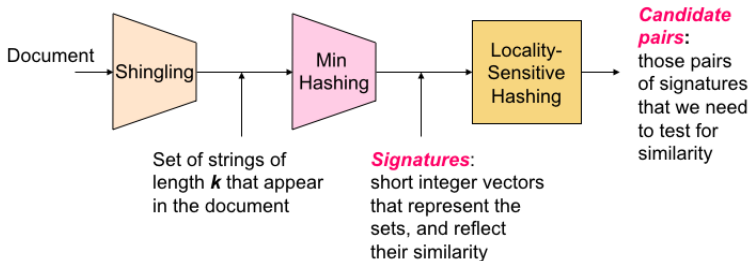 Document
Shingling
Min
Hashing
Locality-
Sensitive
Hashing
Candidate
pairs:
those pairs
of signatures
that we need
to test for
similarity
Set of strings of
length k that appear
in the document
Signatures:
short integer vectors
that represent the
sets, and reflect
their similarity